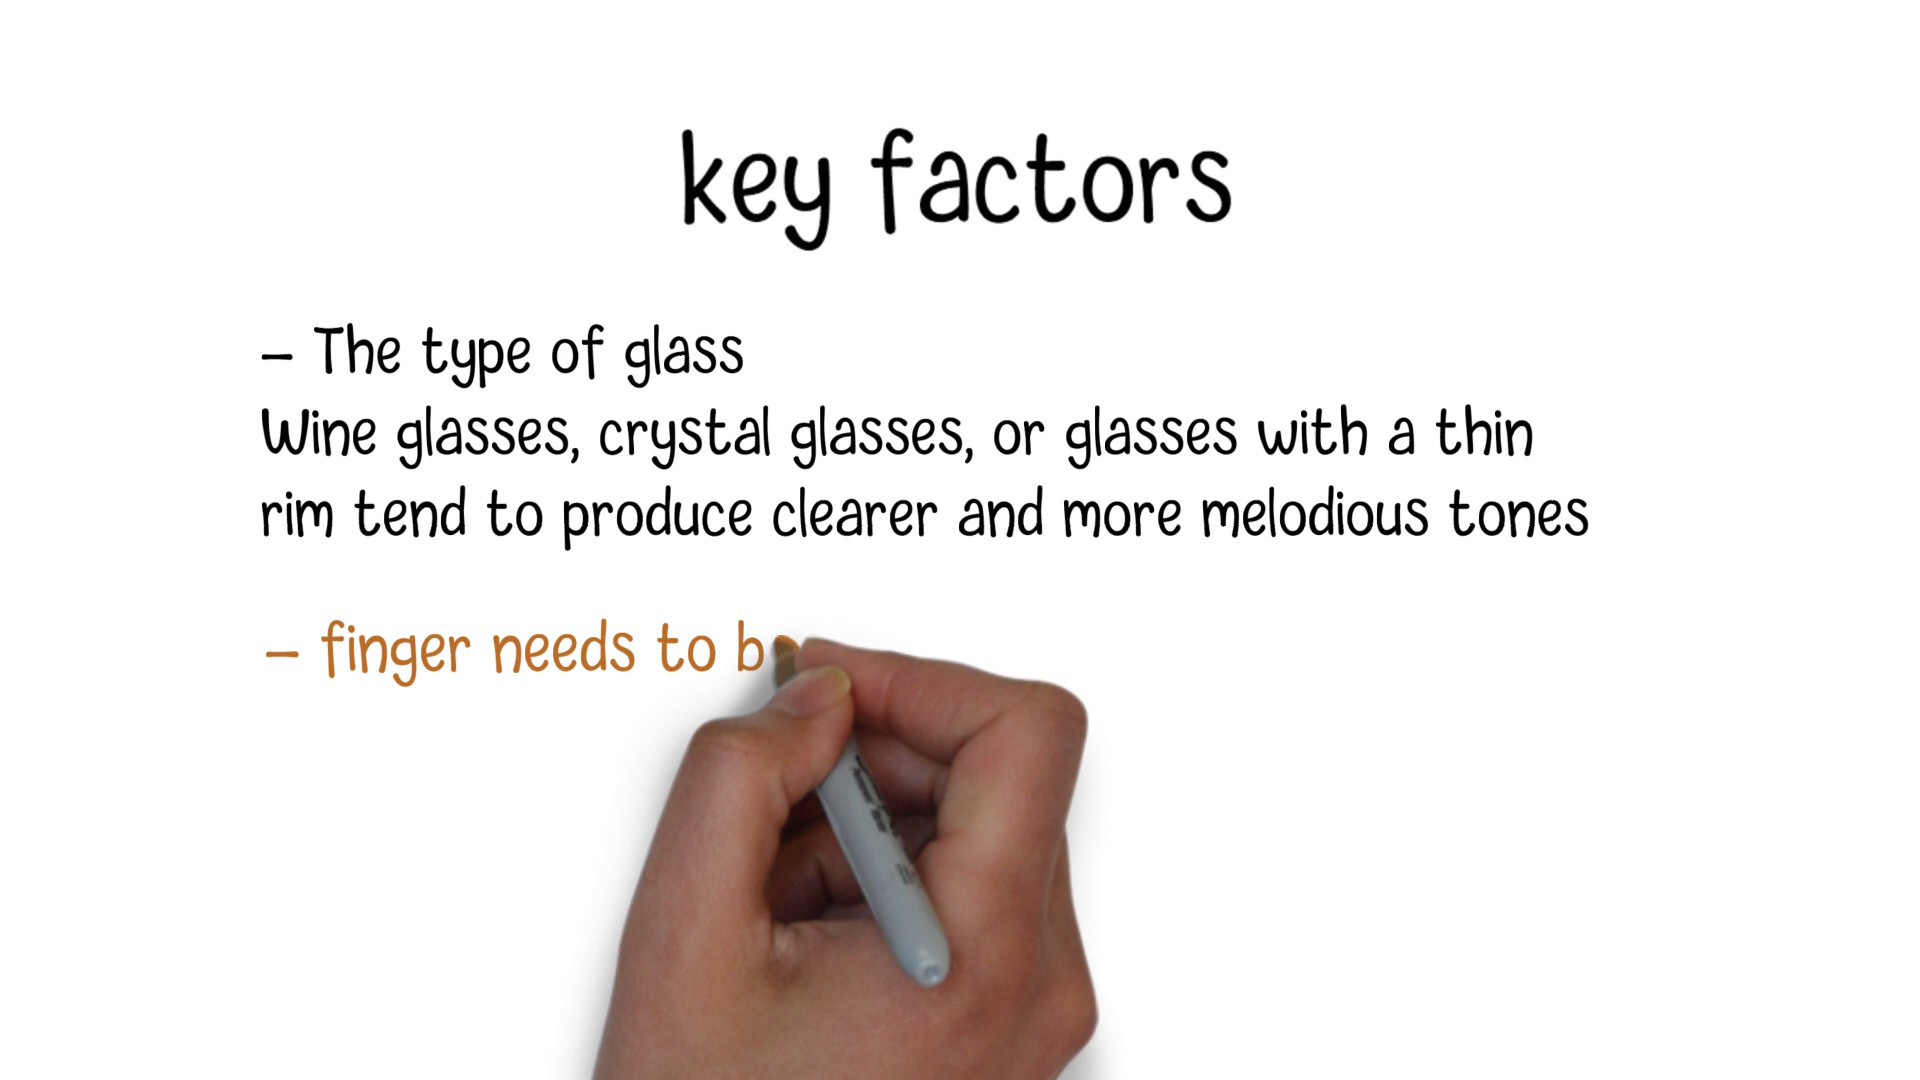 key factors
– The type of glass
Wine glasses, crystal glasses, or glasses with a thin
rim tend to produce clearer and more melodious tones
– finger needs to